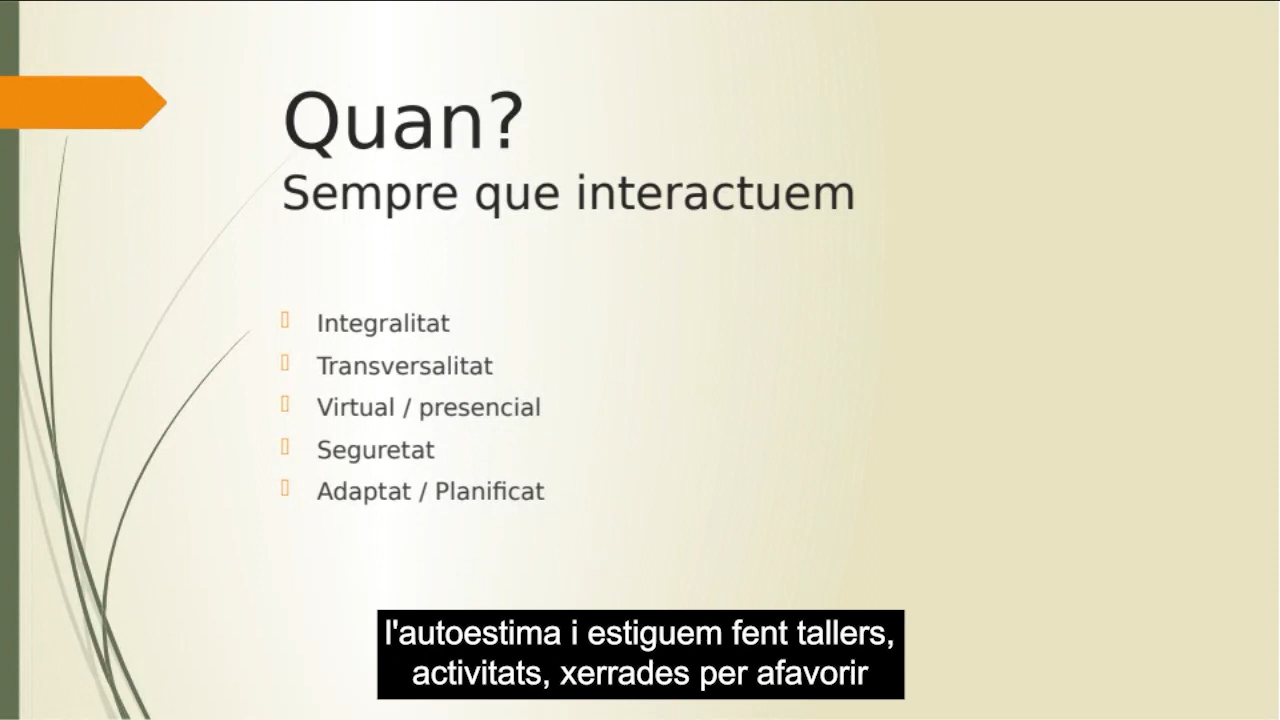 Quan?
Sempre que interactuem
Integralitat
Transversalitat
Virtual / presencial
Seguretat
Adaptat / Planificat
l'autoestima i estiguem fent tallers,
activitats, xerrades per afavorir